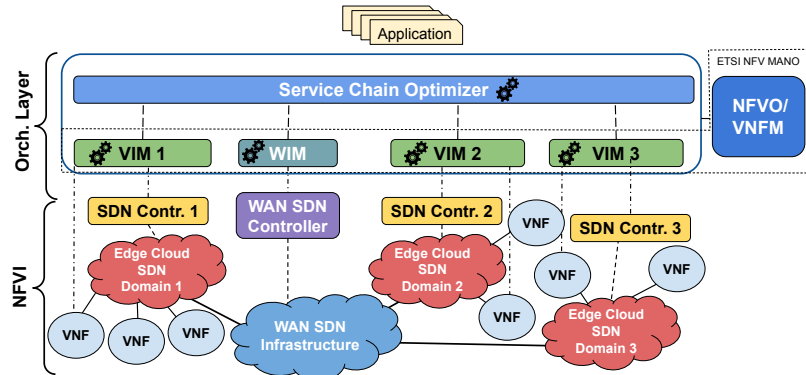 Application
ETSI NFV MANO
Orch. Layer
Service Chain Optimizer
NFVO/
VNFM
VIM 1
WIM
VIM 2
VIM 3
NFVI
SDN Contr. 1
WAN SDN
Controller
SDN Contr. 2
VNF
SDN Contr. 3
Edge Cloud
SDN
Domain 1
Edge Cloud
SDN
Domain 2
VNF
VNF
VNF
VNF
VNF
WAN SDN
Infrastructure
VNF
Edge Cloud
SDN
Domain 3